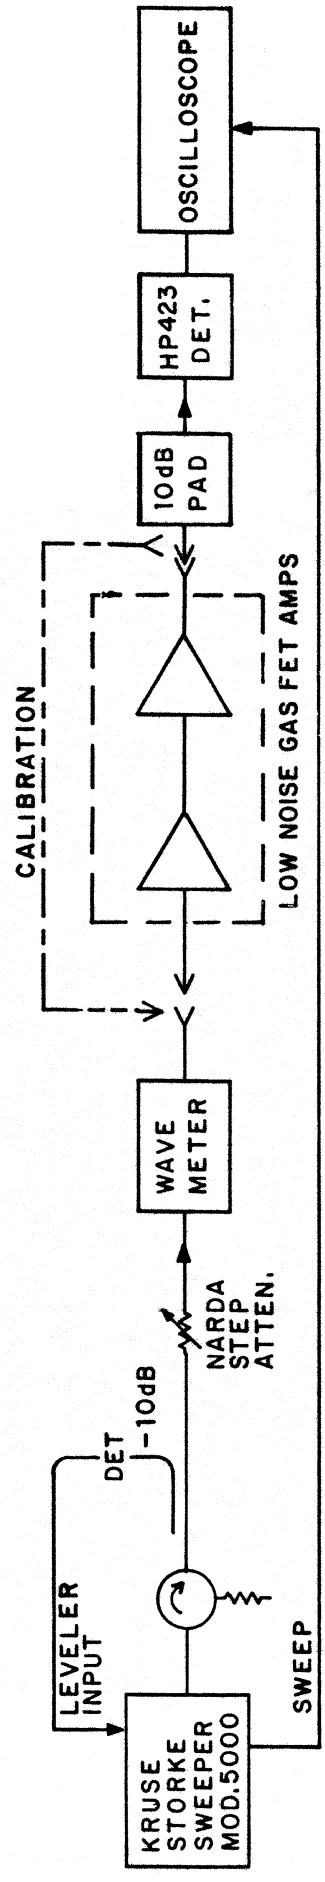 KRUSE
STORKE
SWEEPER
MOD.5000
LEVELER
INPUT
DET
-10dB
SWEEP
NARDA
STEP
ATTEN.
WAVE
METER
CALIBRATION
LOW NOISE GAS FET AMPS
10dB
PAD
HP423
DET.
OSCILLOSCOPE